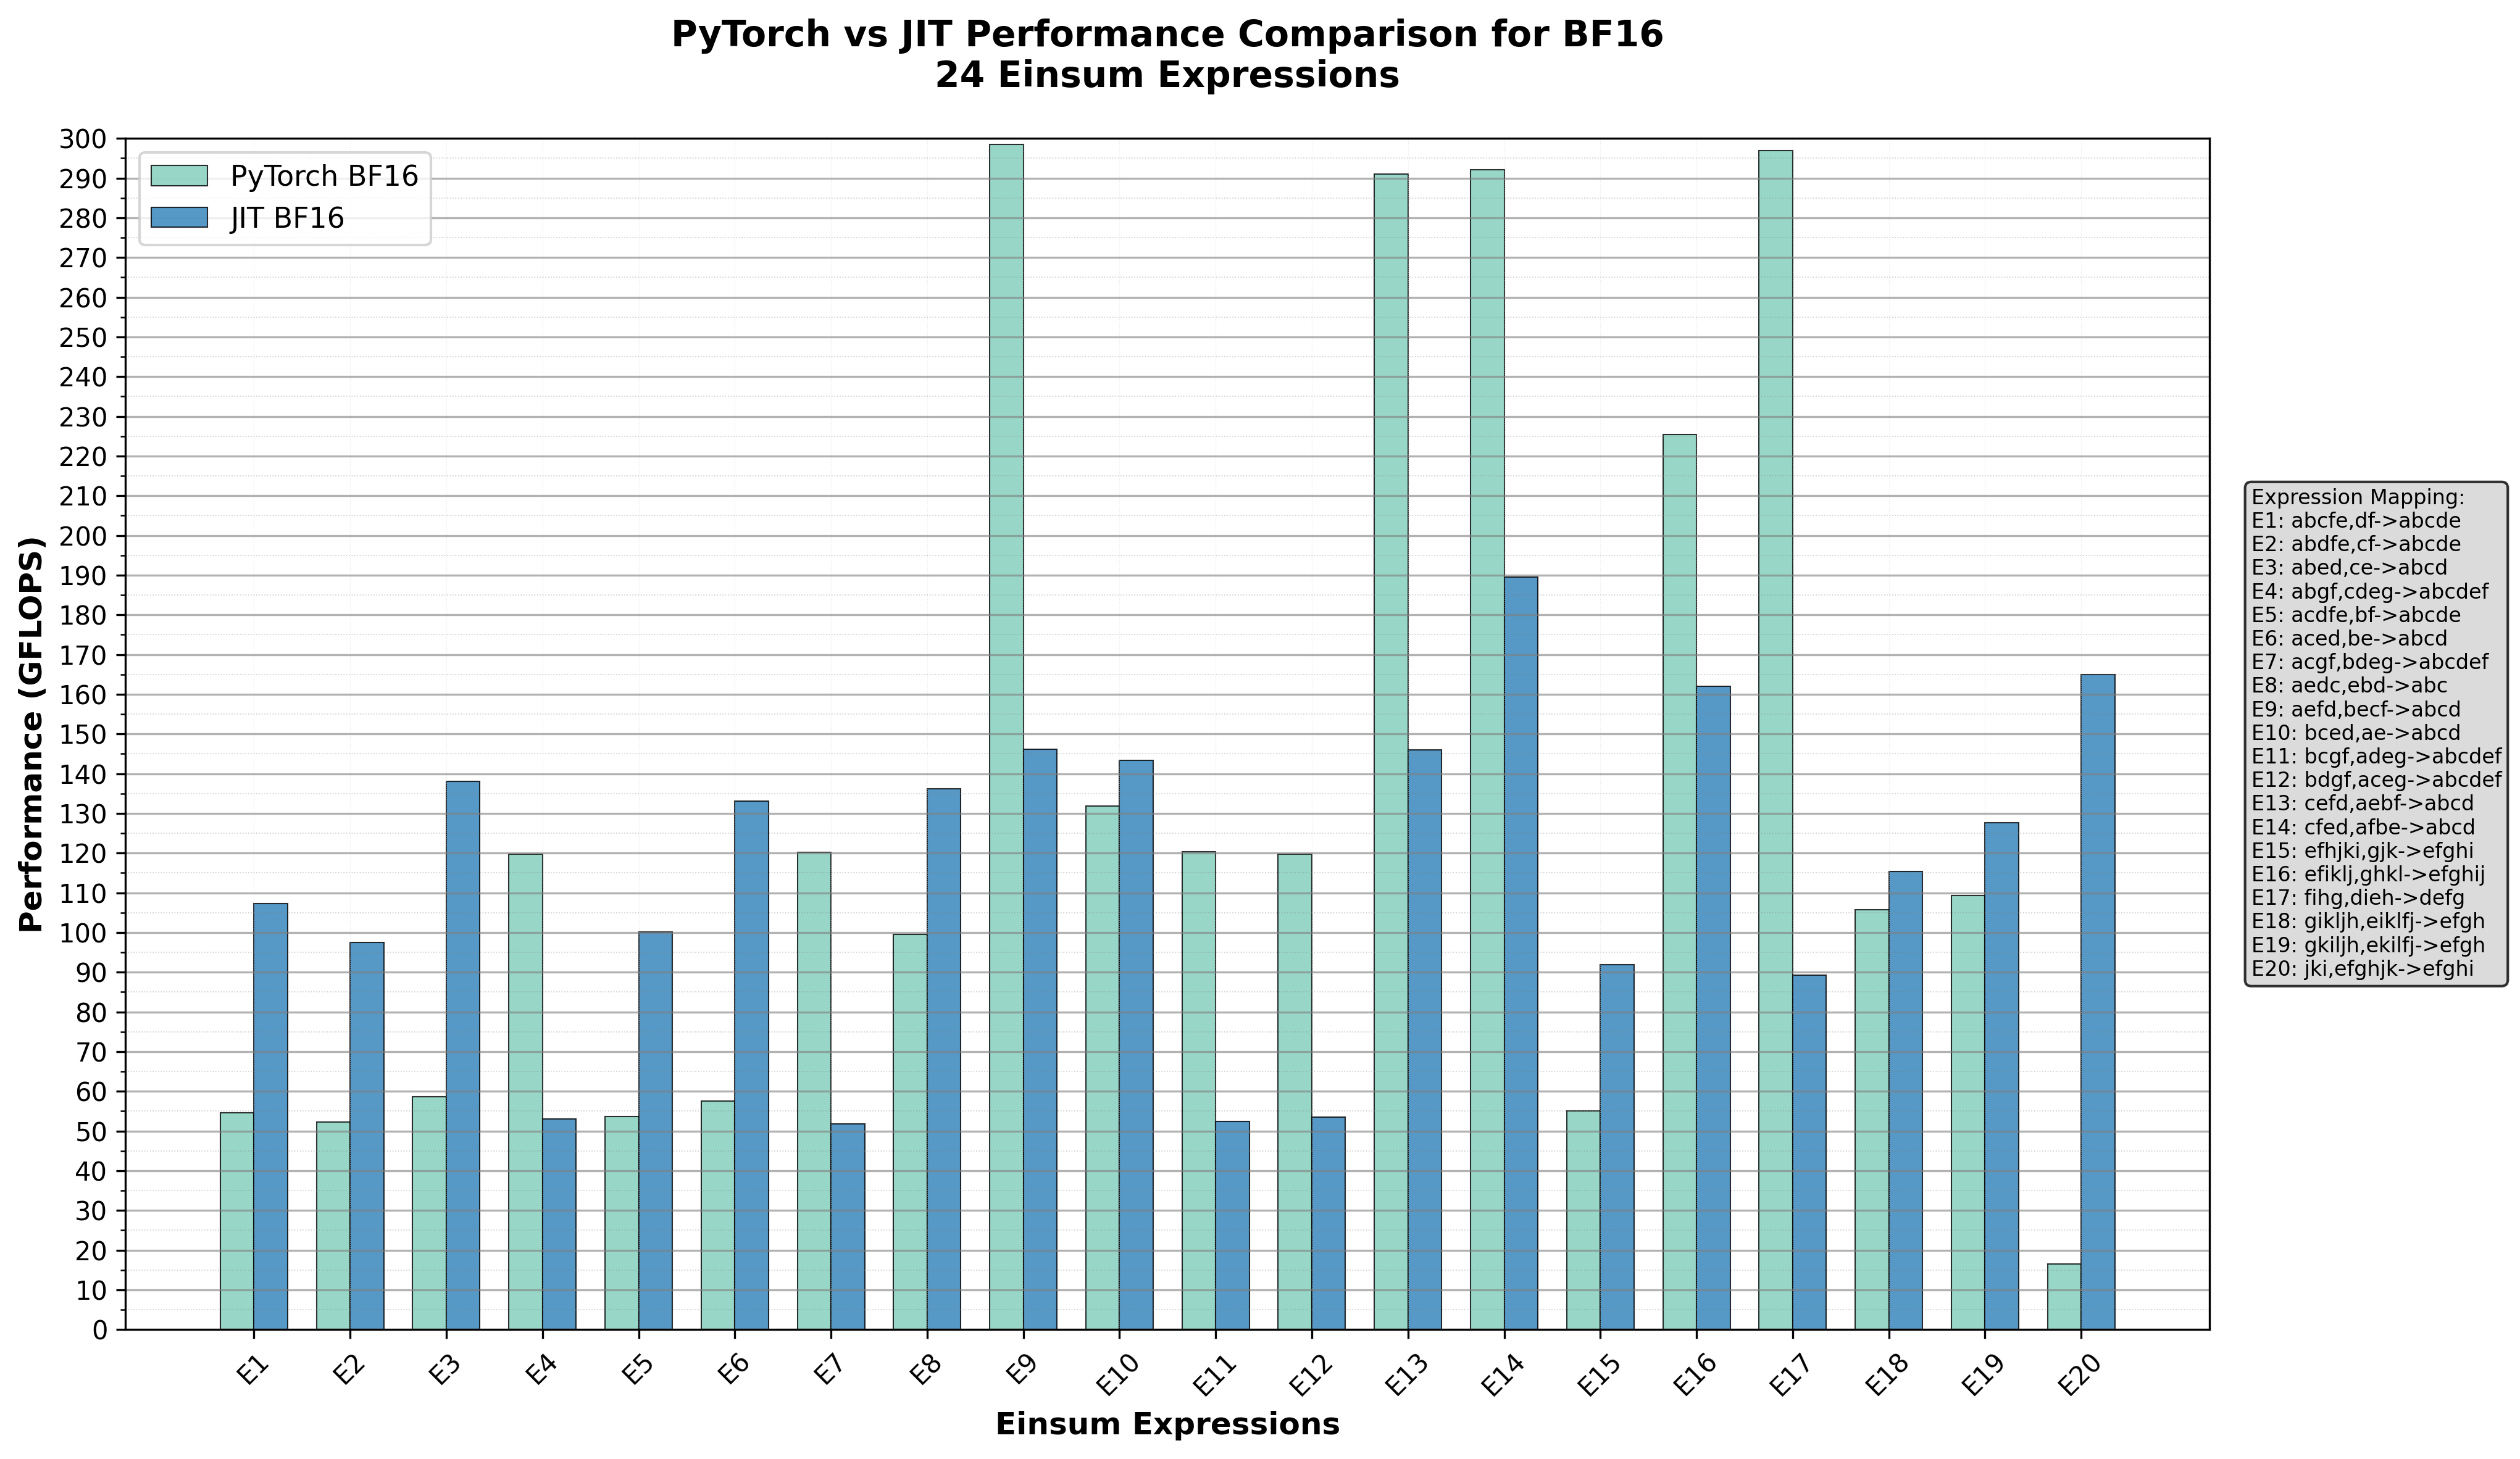 PyTorch vs JIT Performance Comparison for BF16
24 Einsum Expressions
PyTorch BF16
JIT BF16
Performance (GFLOPS)
300
290
280
270
260
250
240
230
220
210
200
190
180
170
160
150
140
130
120
110
100
90
80
70
60
50
40
30
20
10
0
E1 E2 E3 E4 E5 E6 E7 E8 E9 E10 E11 E12 E13 E14 E15 E16 E17 E18 E19 E20
Einsum Expressions
Expression Mapping:
E1: abcfe,df->abcde
E2: abdfe,cf->abcde
E3: abed,ce->abcd
E4: abgf,cdeg->abcdef
E5: acdfe,bf->abcde
E6: aced,be->abcd
E7: acgf,bdeg->abcdef
E8: aedc,ebd->abc
E9: aefd,becf->abcd
E10: bced,ae->abcd
E11: bcgf,adeg->abcdef
E12: bdgf,aceg->abcdef
E13: cefd,aebf->abcd
E14: cfed,afbe->abcd
E15: efhjki,gjk->efghi
E16: efiklj,ghkl->efghij
E17: fihg,dieh->defg
E18: gikljh,eiklfj->efgh
E19: gkiljh,ekilfj->efgh
E20: jki,efghjk->efghi